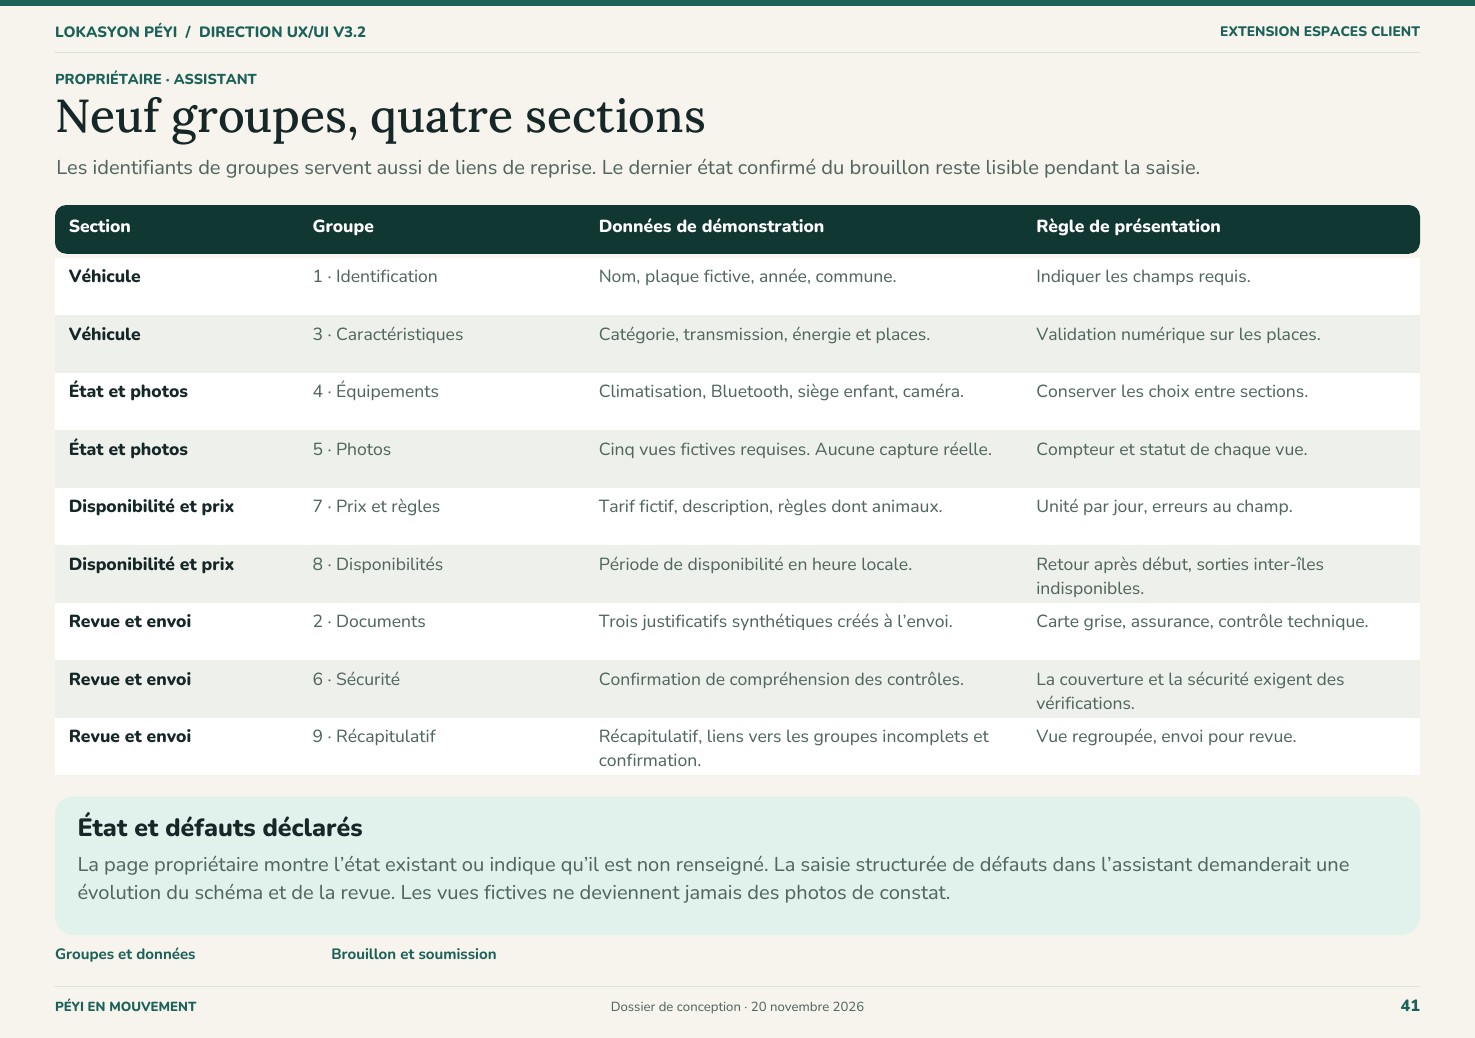 LOKASYON PÉYI / DIRECTION UX/UI V3.2
EXTENSION ESPACES CLIENT
PROPRIÉTAIRE · ASSISTANT
Neuf groupes, quatre sections
Les identifiants de groupes servent aussi de liens de reprise. Le dernier état confirmé du brouillon reste lisible pendant la saisie.
Section Groupe Données de démonstration Règle de présentation
Véhicule 1 · Identification Nom, plaque fictive, année, commune. Indiquer les champs requis.
Véhicule 3 · Caractéristiques Catégorie, transmission, énergie et places. Validation numérique sur les places.
État et photos 4 · Équipements Climatisation, Bluetooth, siège enfant, caméra. Conserver les choix entre sections.
État et photos 5 · Photos Cinq vues fictives requises. Aucune capture réelle. Compteur et statut de chaque vue.
Disponibilité et prix 7 · Prix et règles Tarif fictif, description, règles dont animaux. Unité par jour, erreurs au champ.
Disponibilité et prix 8 · Disponibilités Période de disponibilité en heure locale. Retour après début, sorties inter-îles
indisponibles.
Revue et envoi 2 · Documents Trois justificatifs synthétiques créés à l’envoi. Carte grise, assurance, contrôle technique.
Revue et envoi 6 · Sécurité Confirmation de compréhension des contrôles. La couverture et la sécurité exigent des
vérifications.
Revue et envoi 9 · Récapitulatif Récapitulatif, liens vers les groupes incomplets et Vue regroupée, envoi pour revue.
confirmation.
État et défauts déclarés
La page propriétaire montre l’état existant ou indique qu’il est non renseigné. La saisie structurée de défauts dans l’assistant demanderait une
évolution du schéma et de la revue. Les vues fictives ne deviennent jamais des photos de constat.
Groupes et données Brouillon et soumission
PÉYI EN MOUVEMENT Dossier de conception · 20 novembre 2026 41